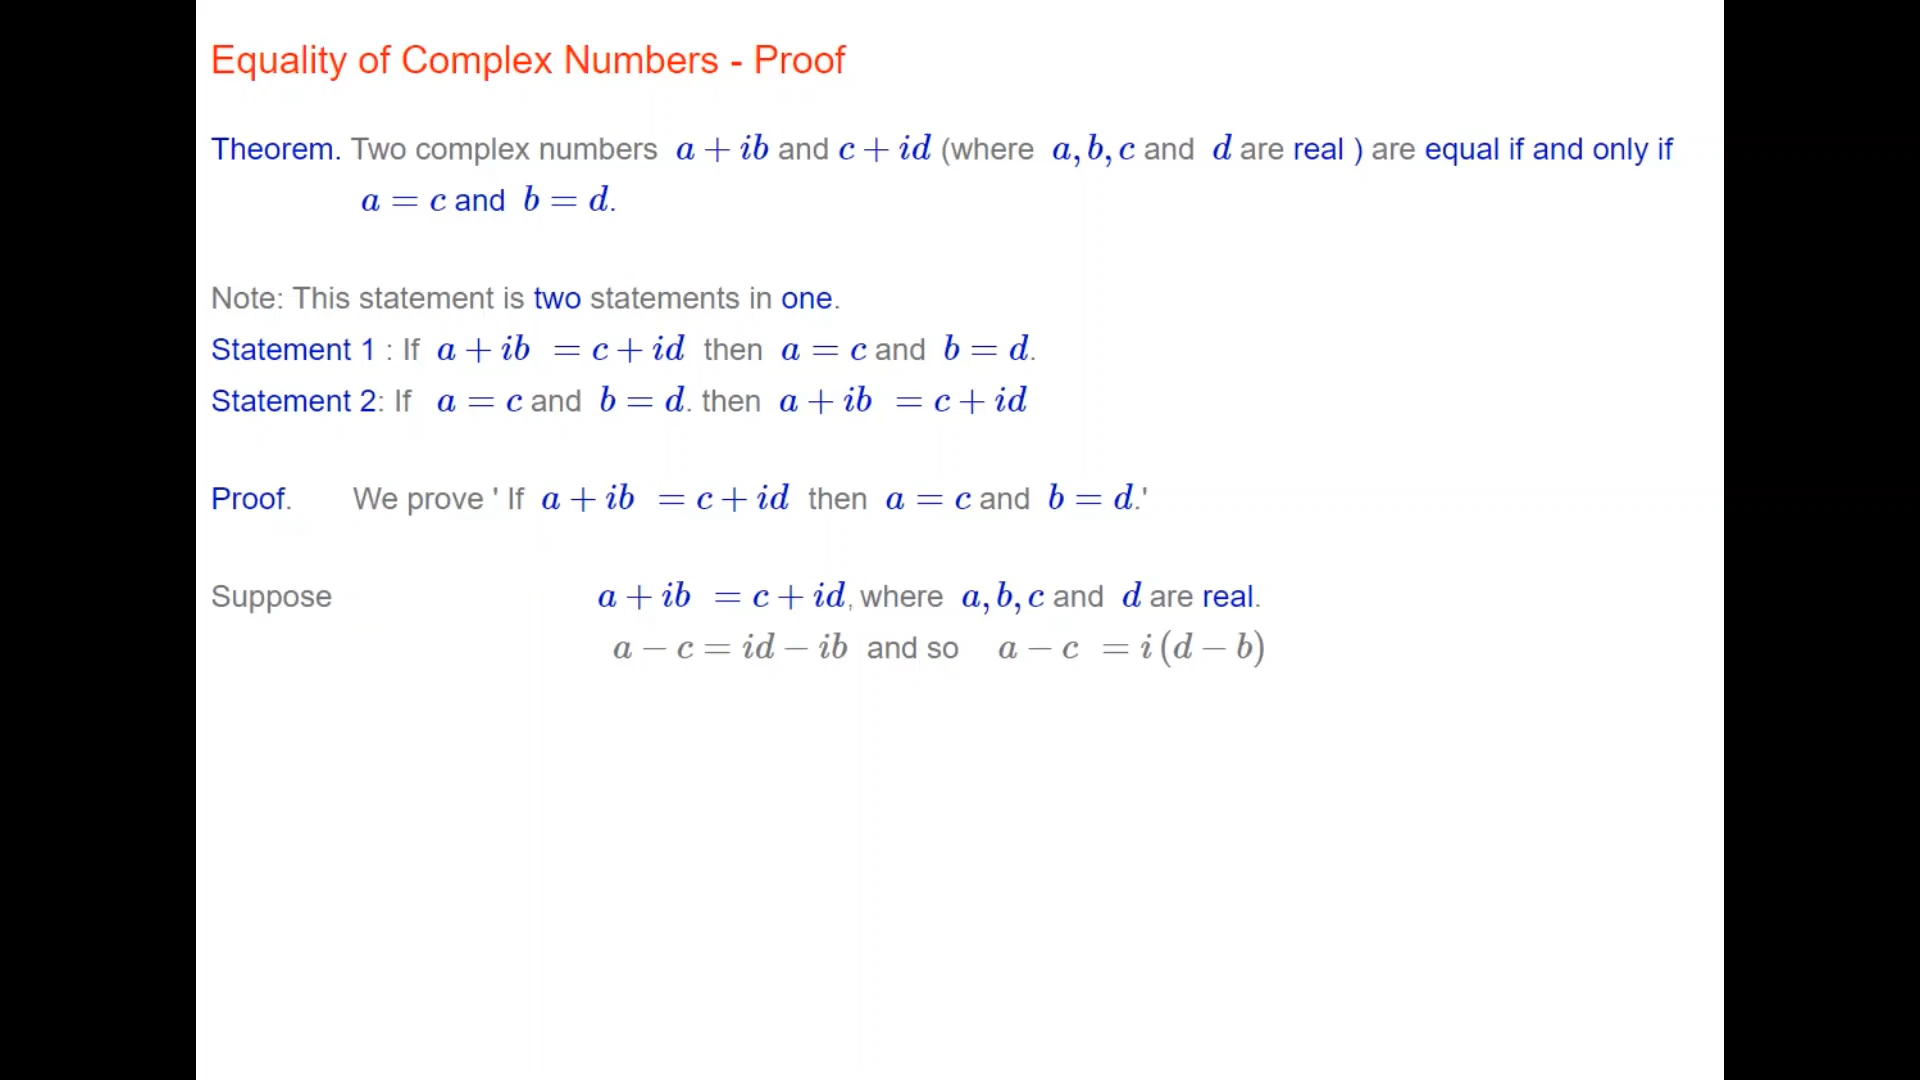 Equality of Complex Numbers - Proof
Theorem. Two complex numbers a + ib and c + id (where a, b, c and d are real ) are equal if and only if
a = c and b = d.
Note: This statement is two statements in one.
Statement 1 : If a + ib = c + id then a = c and b = d.
Statement 2: If a = c and b = d. then a + ib = c + id
Proof. We prove ' If a + ib = c + id then a = c and b = d.'
Suppose a + ib = c + id, where a, b, c and d are real.
a − c = id − ib and so a − c = i (d − b)